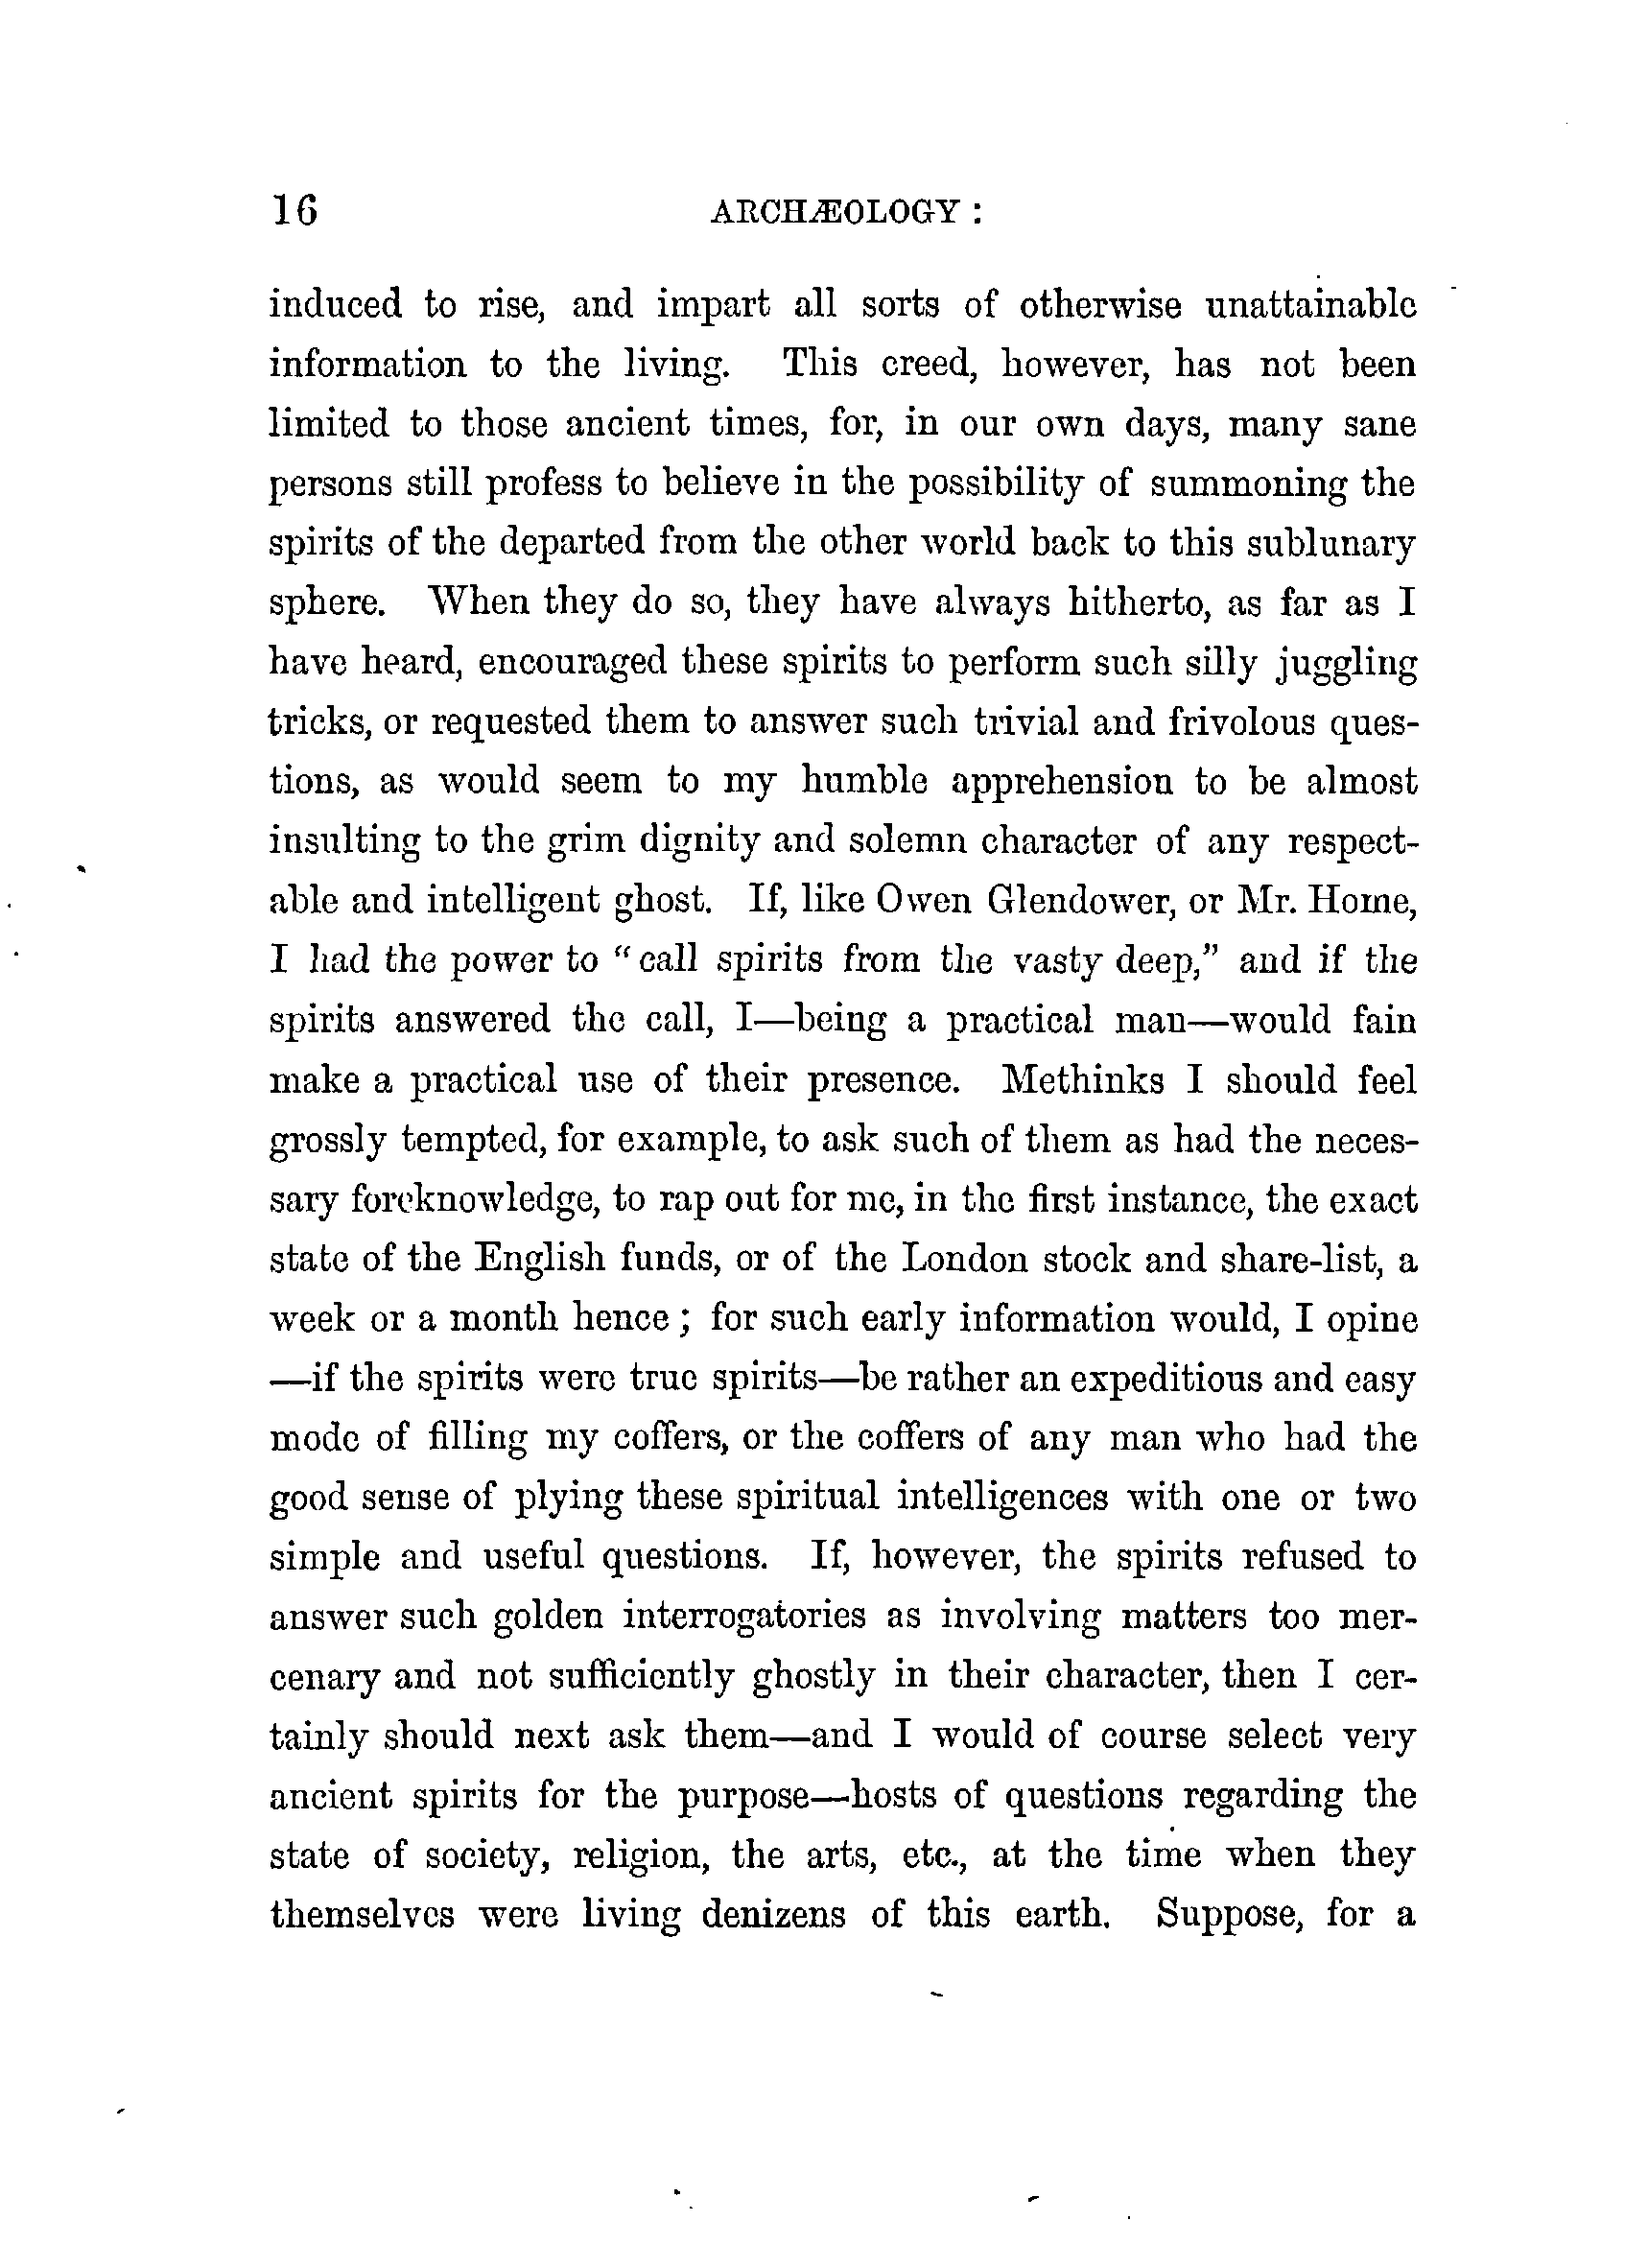 16 ARCHÆOLOGY :
induced to rise, and impart all sorts of otherwise unattainable
information to the living. This creed, however, has not been
limited to those ancient times, for, in our own days, many sane
persons still profess to believe in the possibility of summoning the
spirits of the departed from the other world back to this sublunary
sphere. When they do so, they have always hitherto, as far as I
have heard, encouraged these spirits to perform such silly juggling
tricks, or requested them to answer such trivial and frivolous ques-
tions, as would seem to my humble apprehension to be almost
insulting to the grim dignity and solemn character of any respect-
able and intelligent ghost. If, like Owen Glendower, or Mr. Home,
I had the power to “call spirits from the vasty deep,” and if the
spirits answered the call, I—being a practical man—would fain
make a practical use of their presence. Methinks I should feel
grossly tempted, for example, to ask such of them as had the neces-
sary foreknowledge, to rap out for me, in the first instance, the exact
state of the English funds, or of the London stock and share-list, a
week or a month hence ; for such early information would, I opine
—if the spirits were true spirits—be rather an expeditious and easy
mode of filling my coffers, or the coffers of any man who had the
good sense of plying these spiritual intelligences with one or two
simple and useful questions. If, however, the spirits refused to
answer such golden interrogatories as involving matters too mer-
cenary and not sufficiently ghostly in their character, then I cer-
tainly should next ask them—and I would of course select very
ancient spirits for the purpose—hosts of questions regarding the
state of society, religion, the arts, etc., at the time when they
themselves were living denizens of this earth. Suppose, for a